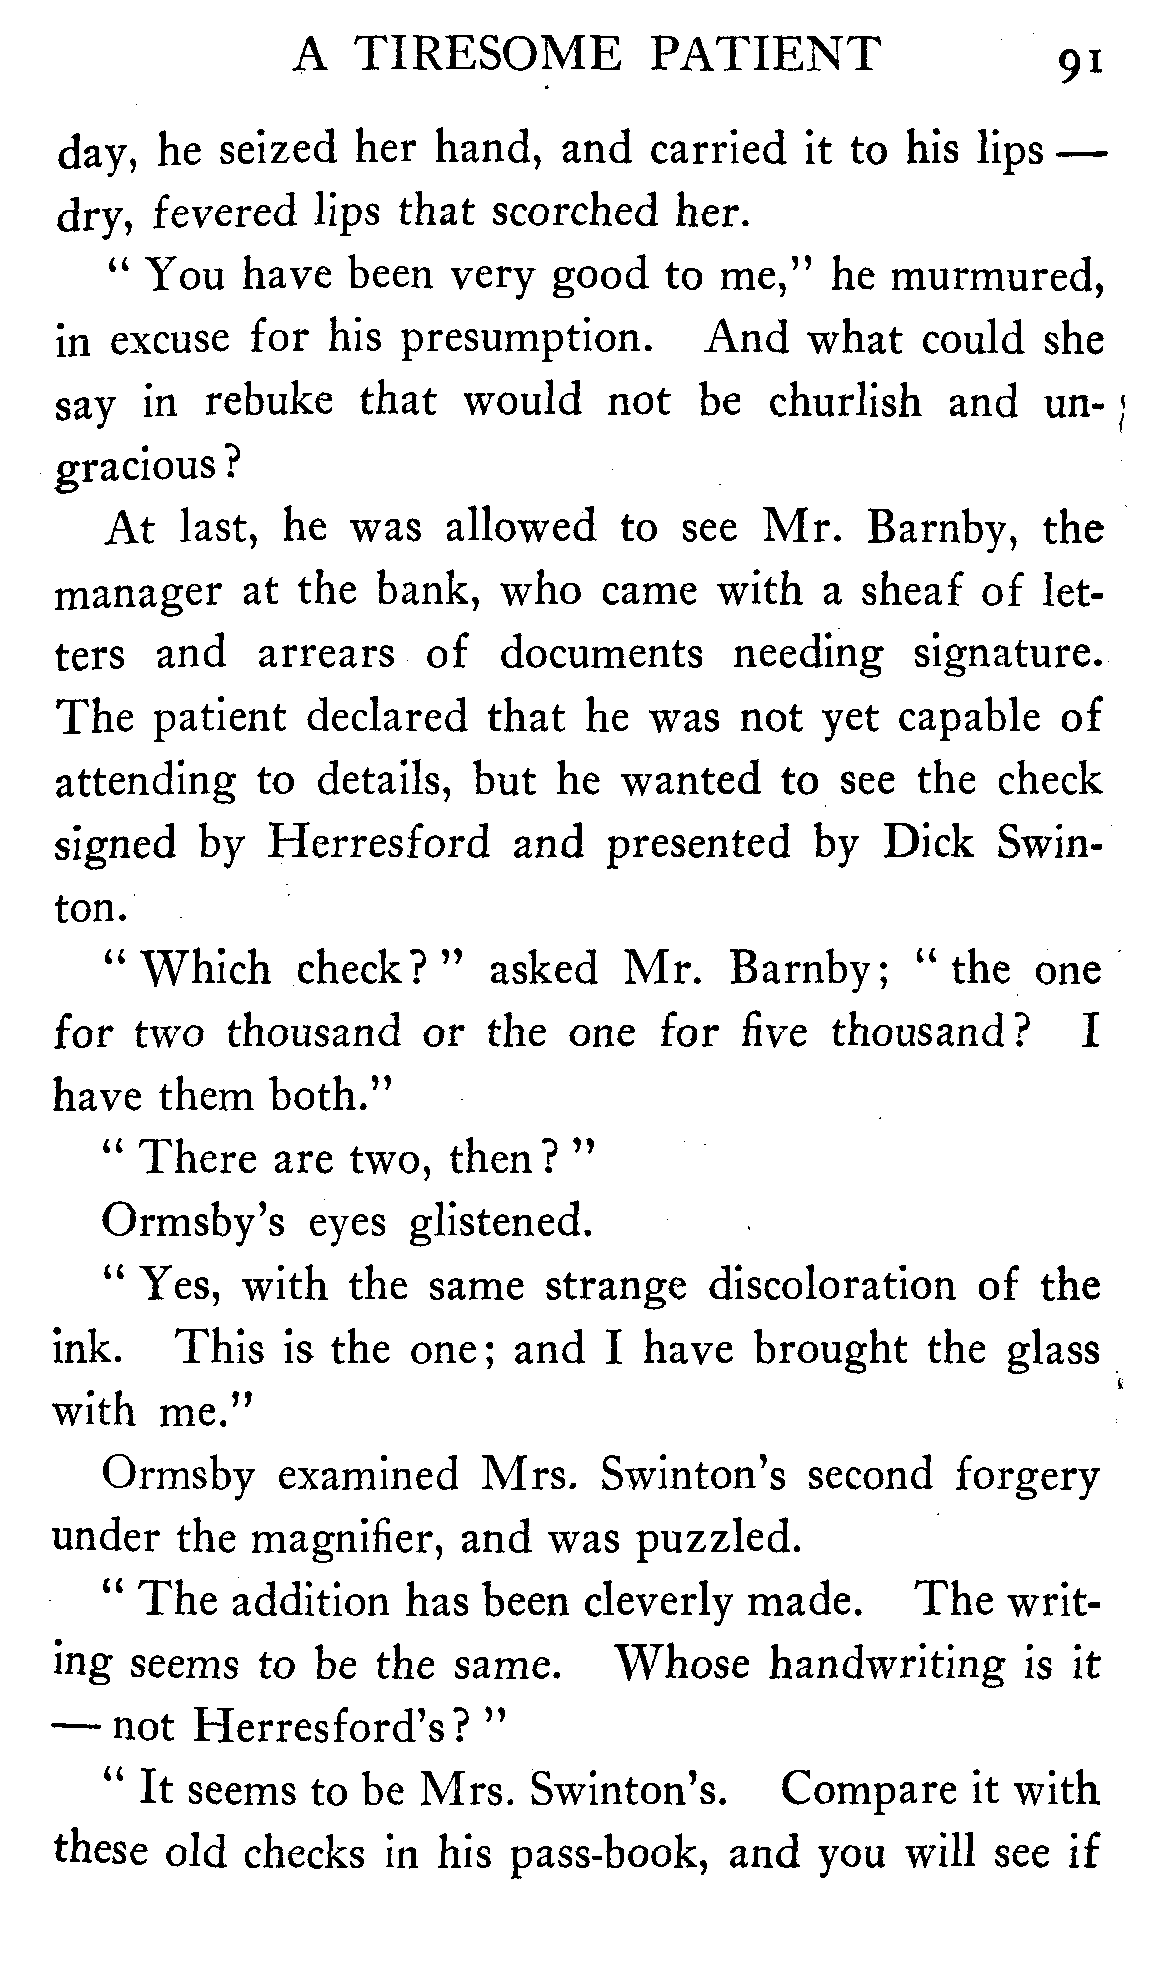 A TIRESOME PATIENT 91
day, he seized her hand, and carried it to his lips —
dry, fevered lips that scorched her.
“ You have been very good to me,” he murmured,
in excuse for his presumption. And what could she
say in rebuke that would not be churlish and un-
gracious?
At last, he was allowed to see Mr. Barnby, the
manager at the bank, who came with a sheaf of let-
ters and arrears of documents needing signature.
The patient declared that he was not yet capable of
attending to details, but he wanted to see the check
signed by Herresford and presented by Dick Swin-
ton.
“ Which check? ” asked Mr. Barnby; “ the one
for two thousand or the one for five thousand? I
have them both.”
“ There are two, then? ”
Ormsby’s eyes glistened.
“ Yes, with the same strange discoloration of the
ink. This is the one; and I have brought the glass
with me.”
Ormsby examined Mrs. Swinton’s second forgery
under the magnifier, and was puzzled.
“ The addition has been cleverly made. The writ-
ing seems to be the same. Whose handwriting is it
— not Herresford’s? ”
“ It seems to be Mrs. Swinton’s. Compare it with
these old checks in his pass-book, and you will see if